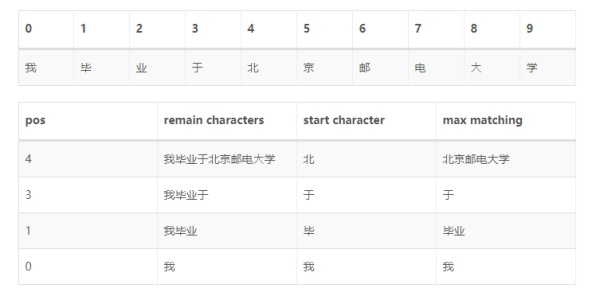 0 1 2 3 4 5 6 7 8 9
我 毕 业 于 北 京 邮 电 大 学
pos remain characters start character max matching
4 我毕业于北京邮电大学 北 北京邮电大学
3 我毕业于 于 于
1 我毕业 毕 毕业
0 我 我 我